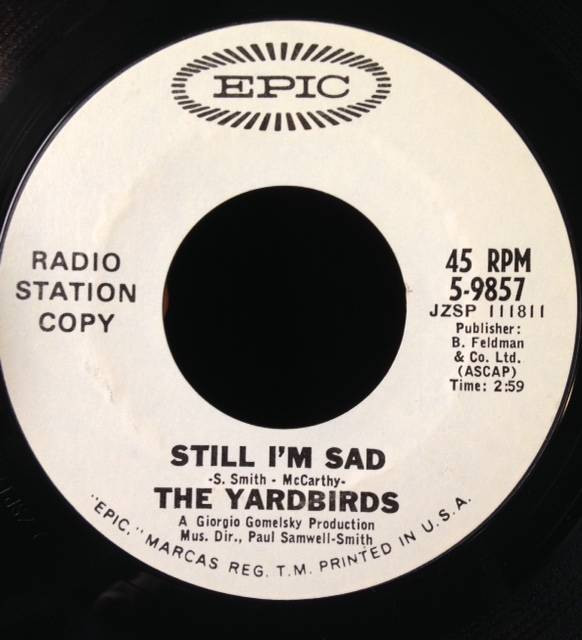 EPIC
RADIO
STATION
COPY
45 RPM
5-9857
JZSP 111811
Publisher:
B. Feldman
& Co. Ltd.
(ASCAP)
Time: 2:59
STILL I'M SAD
-S. Smith - McCarthy-
THE YARDBIRDS
A Giorgio Gomelsky Production
Mus. Dir., Paul Samwell-Smith
"EPIC," MARCAS REG. T.M. PRINTED IN U.S.A.